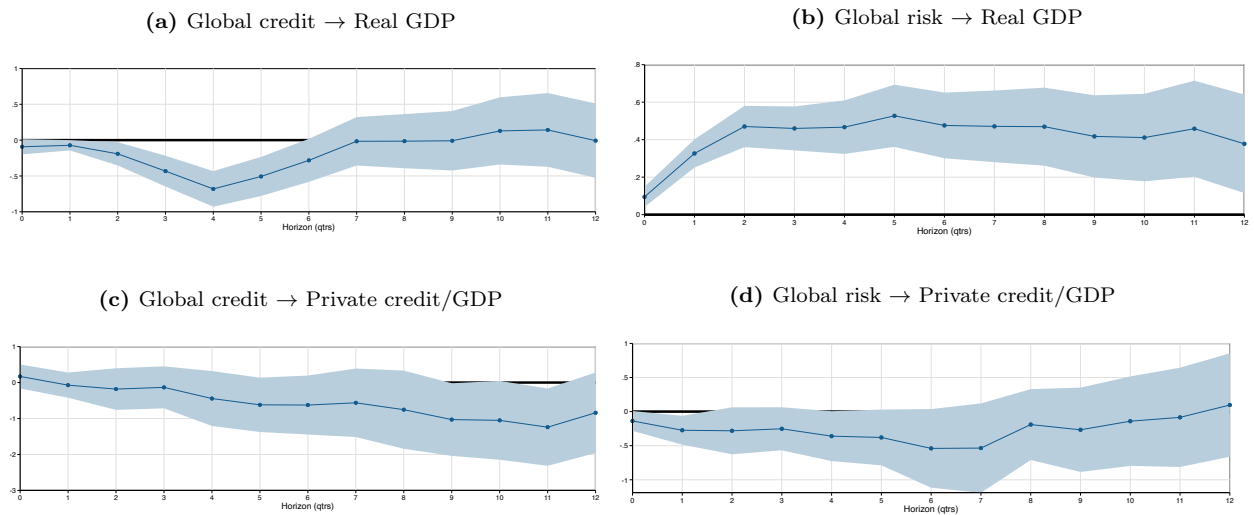 (a) Global credit → Real GDP
1
.5
0
-.5
-1
0 1 2 3 4 5 6 7 8 9 10 11 12
Horizon (qtrs)
(b) Global risk → Real GDP
.8
.6
.4
.2
0
0 1 2 3 4 5 6 7 8 9 10 11 12
Horizon (qtrs)
(c) Global credit → Private credit/GDP
1
0
-1
-2
-3
0 1 2 3 4 5 6 7 8 9 10 11 12
Horizon (qtrs)
(d) Global risk → Private credit/GDP
1
.5
0
-.5
-1
0 1 2 3 4 5 6 7 8 9 10 11 12
Horizon (qtrs)